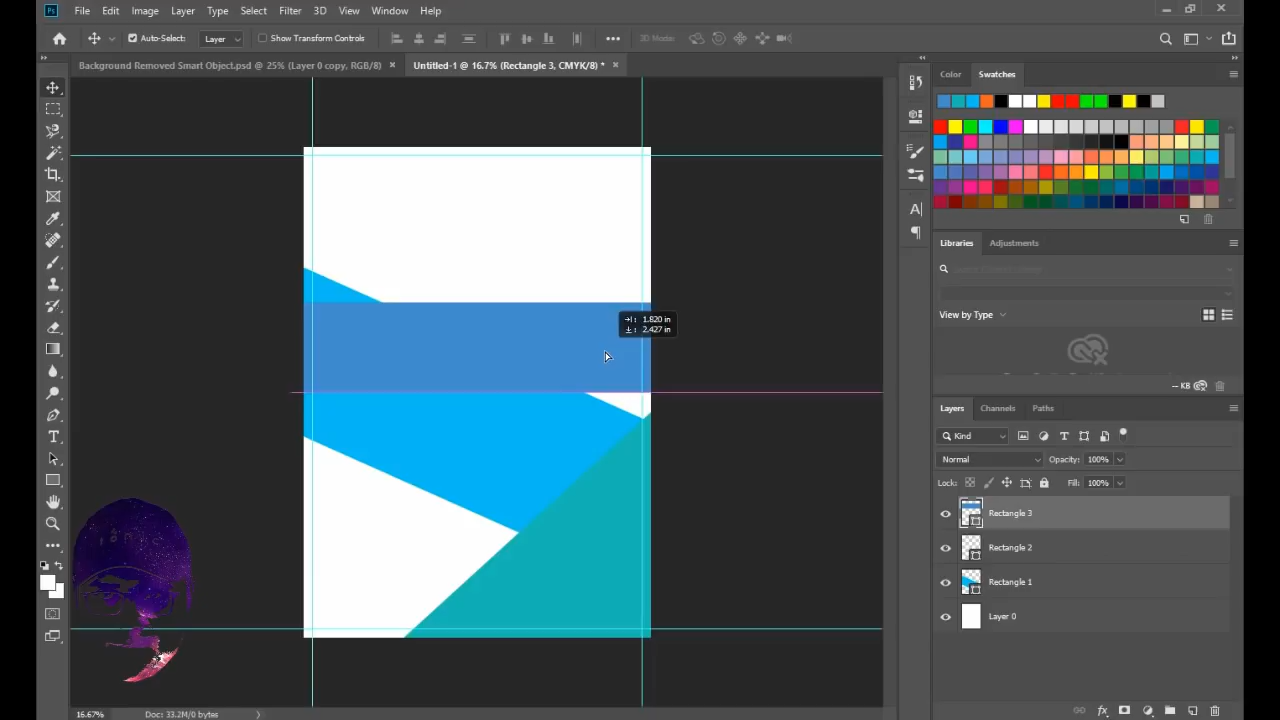 Ps File Edit Image Layer Type Select Filter 3D View Window Help
Auto-Select: Layer Show Transform Controls 3D Mode:
Background Removed Smart Object.psd @ 25% (Layer 0 copy, RGB/8) × Untitled-1 @ 16.7% (Rectangle 3, CMYK/8) * ×
Color Swatches
Libraries Adjustments
View by Type
1.820 in
2.427 in
-- KB
Layers Channels Paths
Kind
Normal Opacity: 100%
Lock: Fill: 100%
Rectangle 3
Rectangle 2
Rectangle 1
Layer 0
16.67% Doc: 33.2M/0 bytes